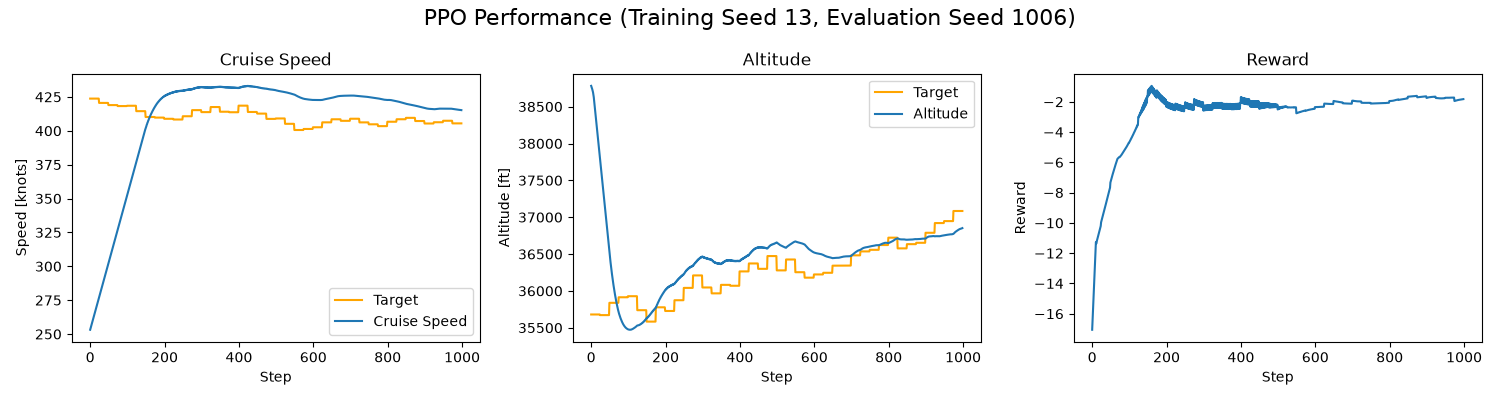 PPO Performance (Training Seed 13, Evaluation Seed 1006)
Cruise Speed
Speed [knots]
425
400
375
350
325
300
275
250
Target
Cruise Speed
0 200 400 600 800 1000
Step
Altitude
Altitude [ft]
38500
38000
37500
37000
36500
36000
35500
Target
Altitude
0 200 400 600 800 1000
Step
Reward
Reward
−2
−4
−6
−8
−10
−12
−14
−16
0 200 400 600 800 1000
Step